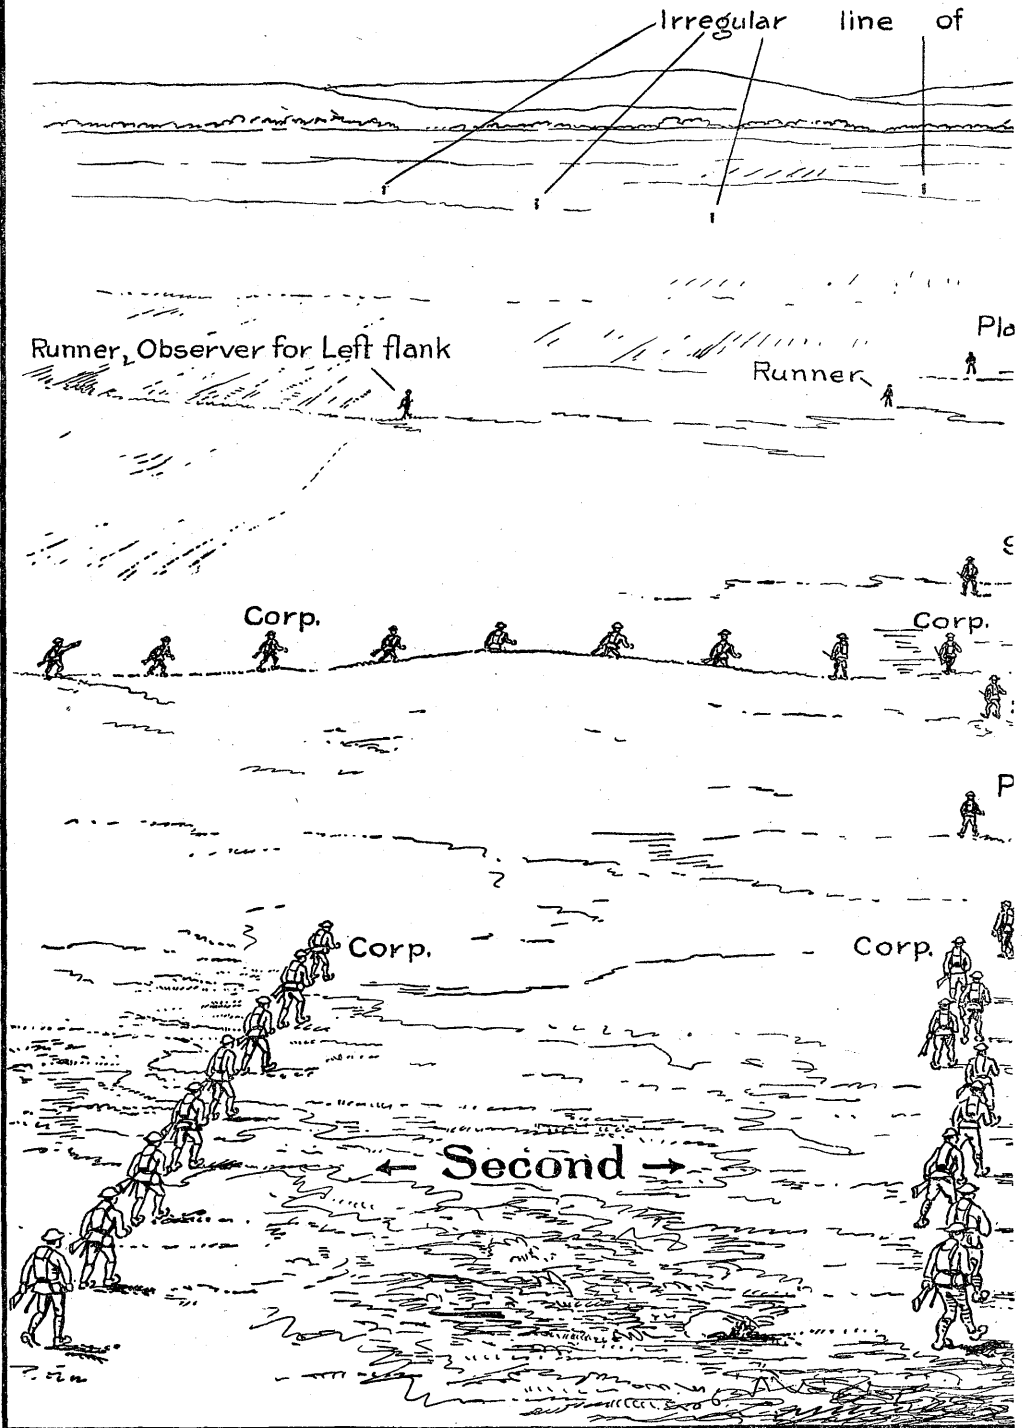 Irregular line of
Runner, Observer for Left flank
Runner
Corp.
Corp.
Corp.
Corp.
← Second →